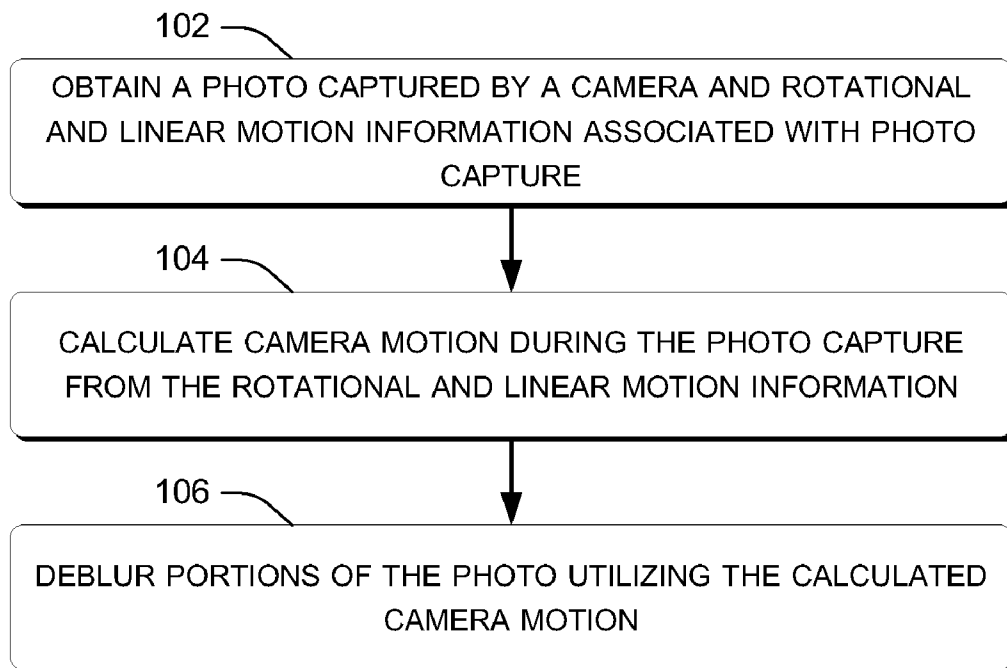 102
OBTAIN A PHOTO CAPTURED BY A CAMERA AND ROTATIONAL
AND LINEAR MOTION INFORMATION ASSOCIATED WITH PHOTO
CAPTURE
104
CALCULATE CAMERA MOTION DURING THE PHOTO CAPTURE
FROM THE ROTATIONAL AND LINEAR MOTION INFORMATION
106
DEBLUR PORTIONS OF THE PHOTO UTILIZING THE CALCULATED
CAMERA MOTION